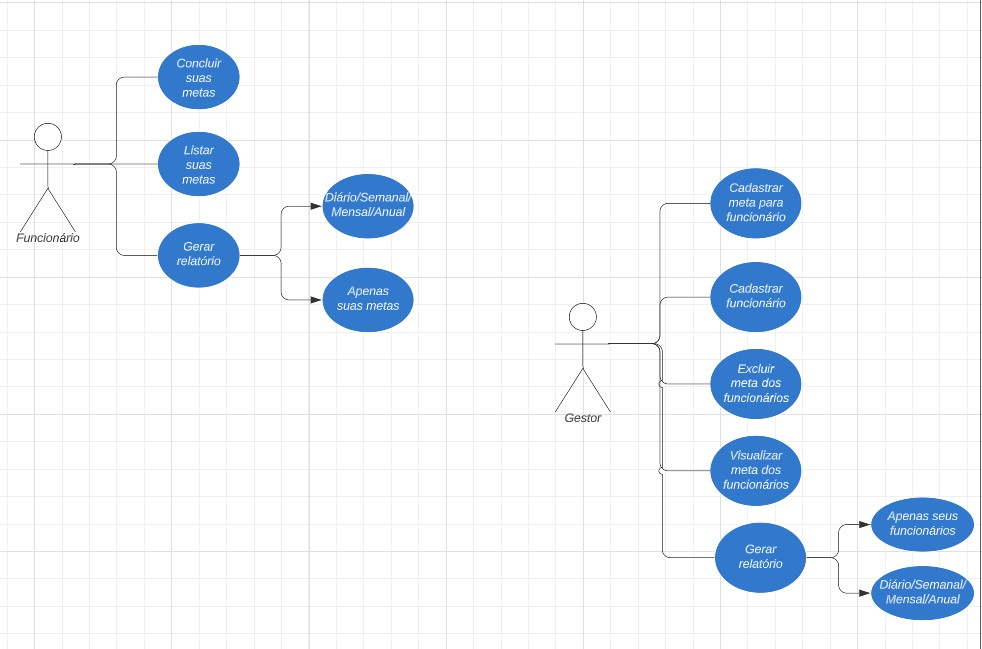 Concluir
suas
metas
Listar
suas
metas
Funcionário
Gerar
relatório
Diário/Semanal/
Mensal/Anual
Apenas
suas metas
Cadastrar
meta para
funcionário
Cadastrar
funcionário
Excluir
meta dos
funcionários
Gestor
Visualizar
meta dos
funcionários
Gerar
relatório
Apenas seus
funcionários
Diário/Semanal/
Mensal/Anual